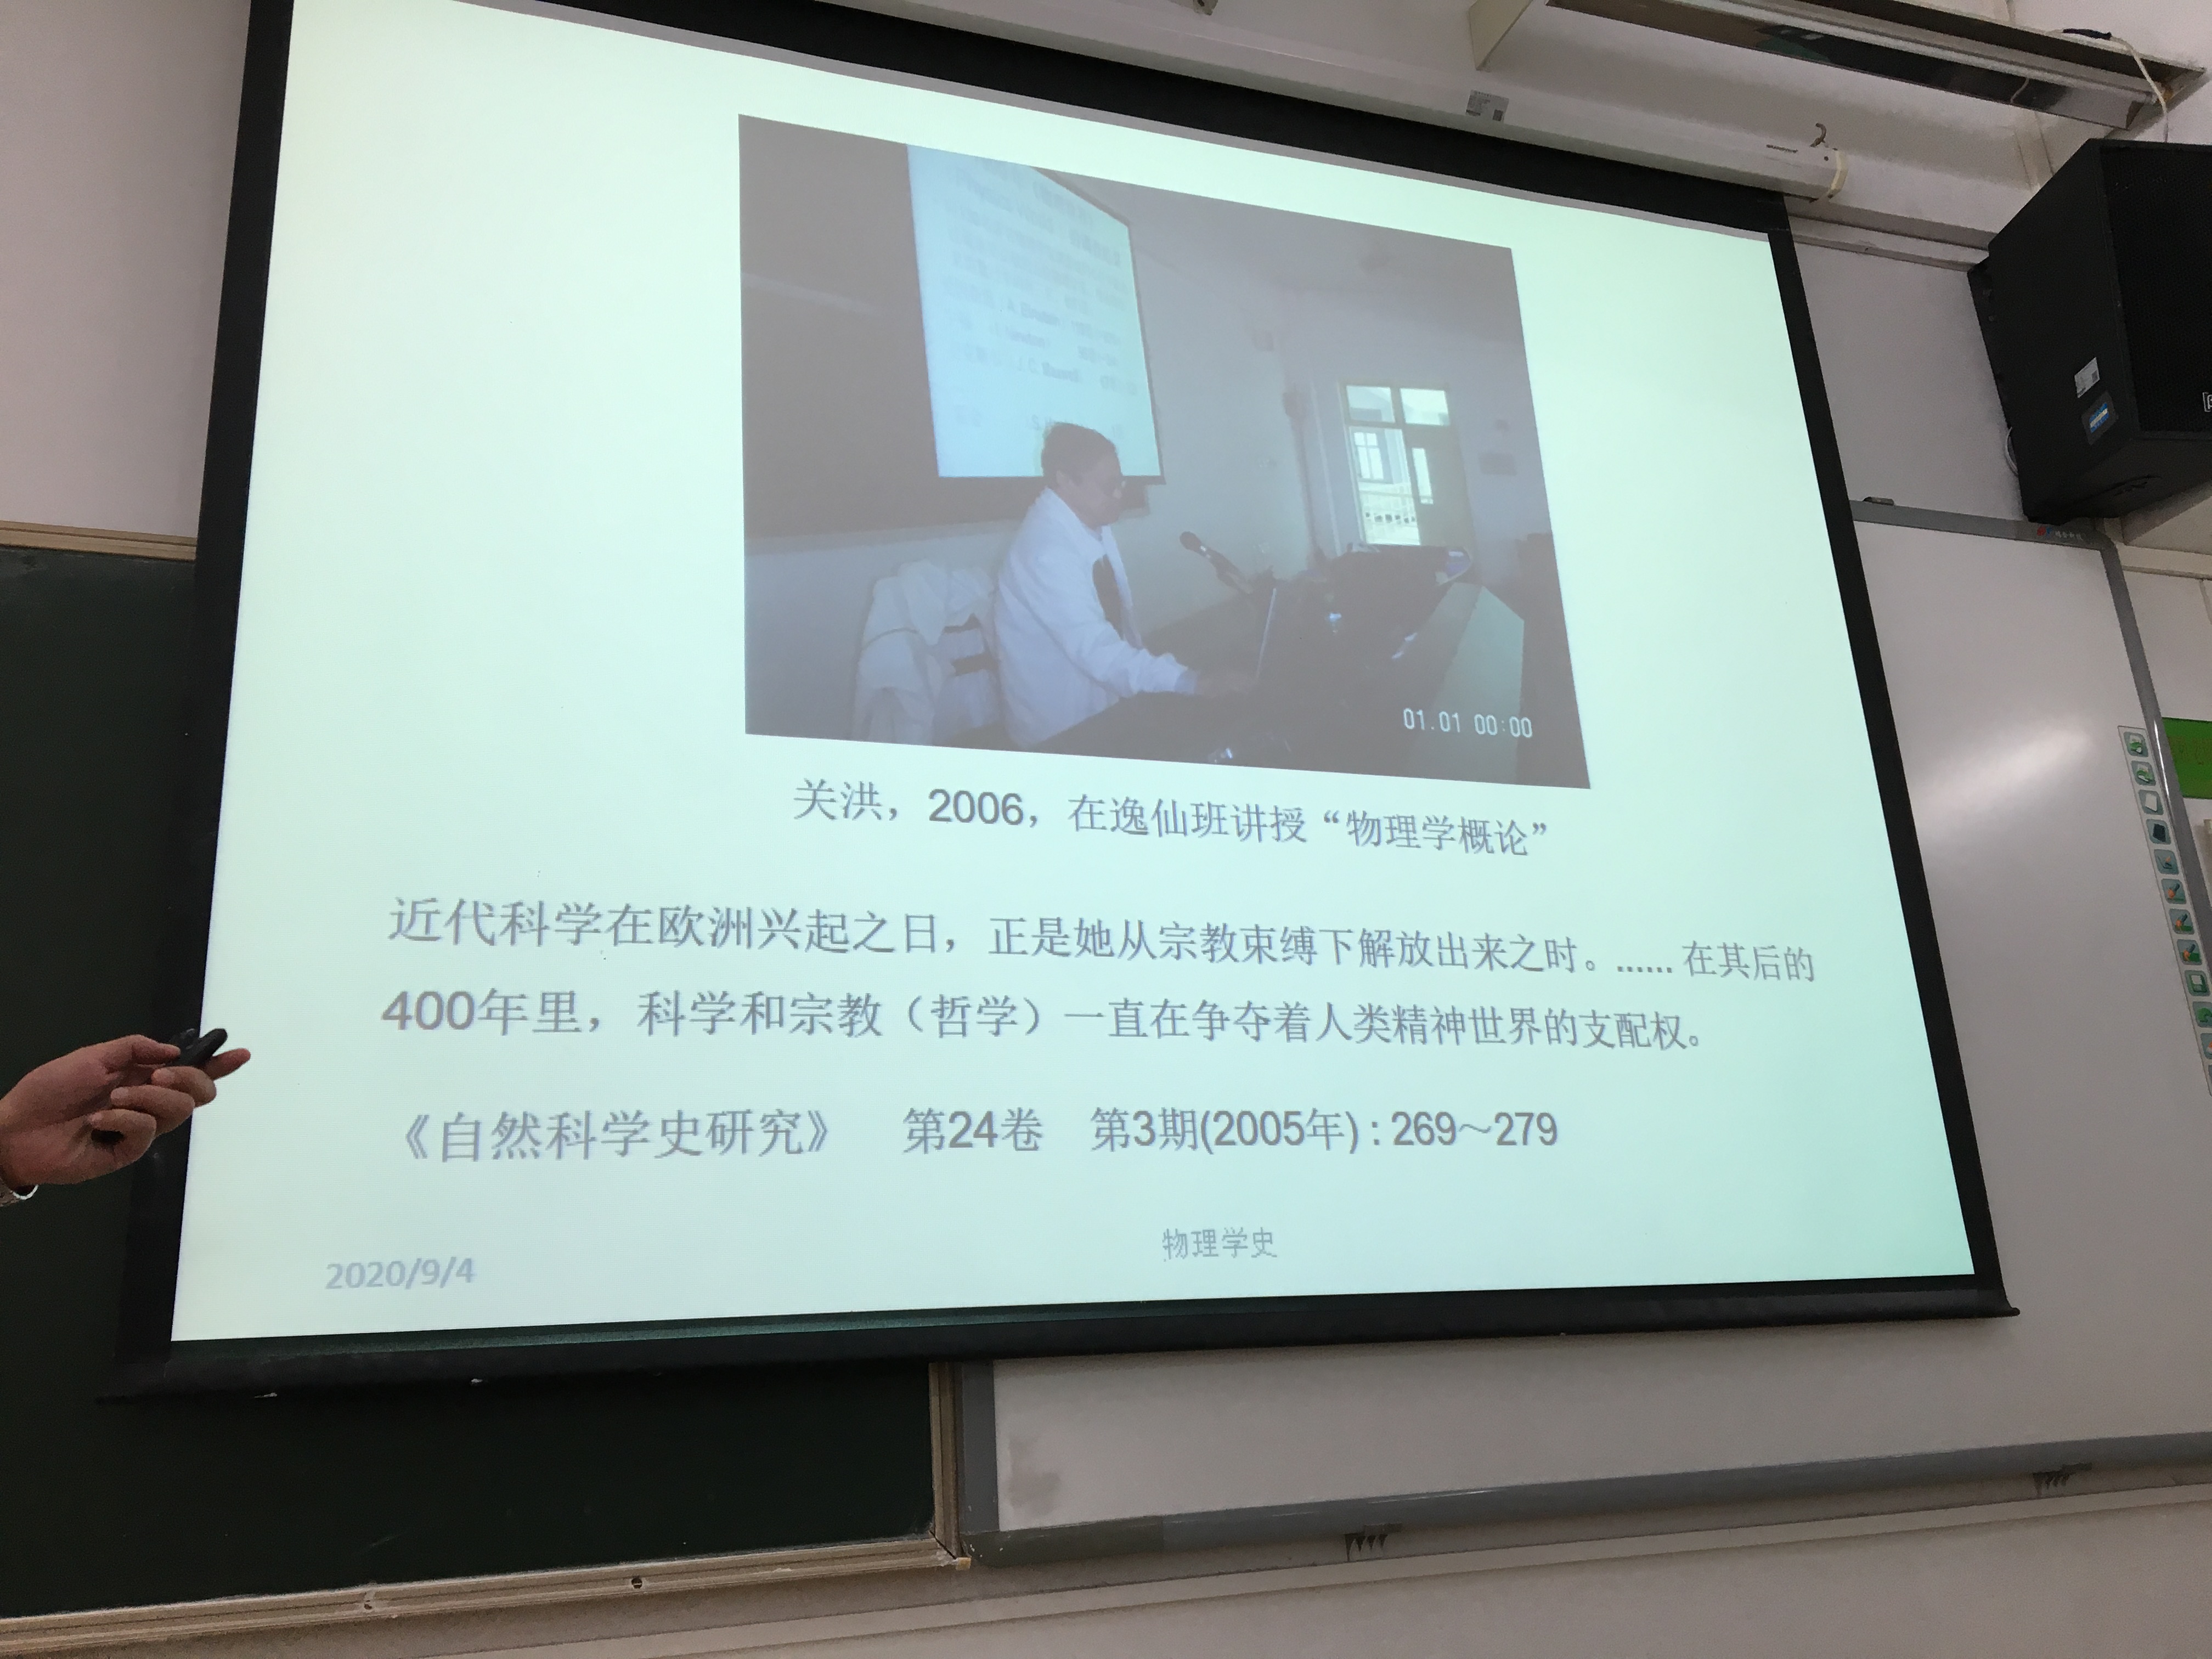 01.01 00:00
关洪，2006，在逸仙班讲授“物理学概论”
近代科学在欧洲兴起之日，正是她从宗教束缚下解放出来之时。...... 在其后的
400年里，科学和宗教（哲学）一直在争夺着人类精神世界的支配权。
《自然科学史研究》 第24卷 第3期(2005年) : 269～279
物理学史
2020/9/4